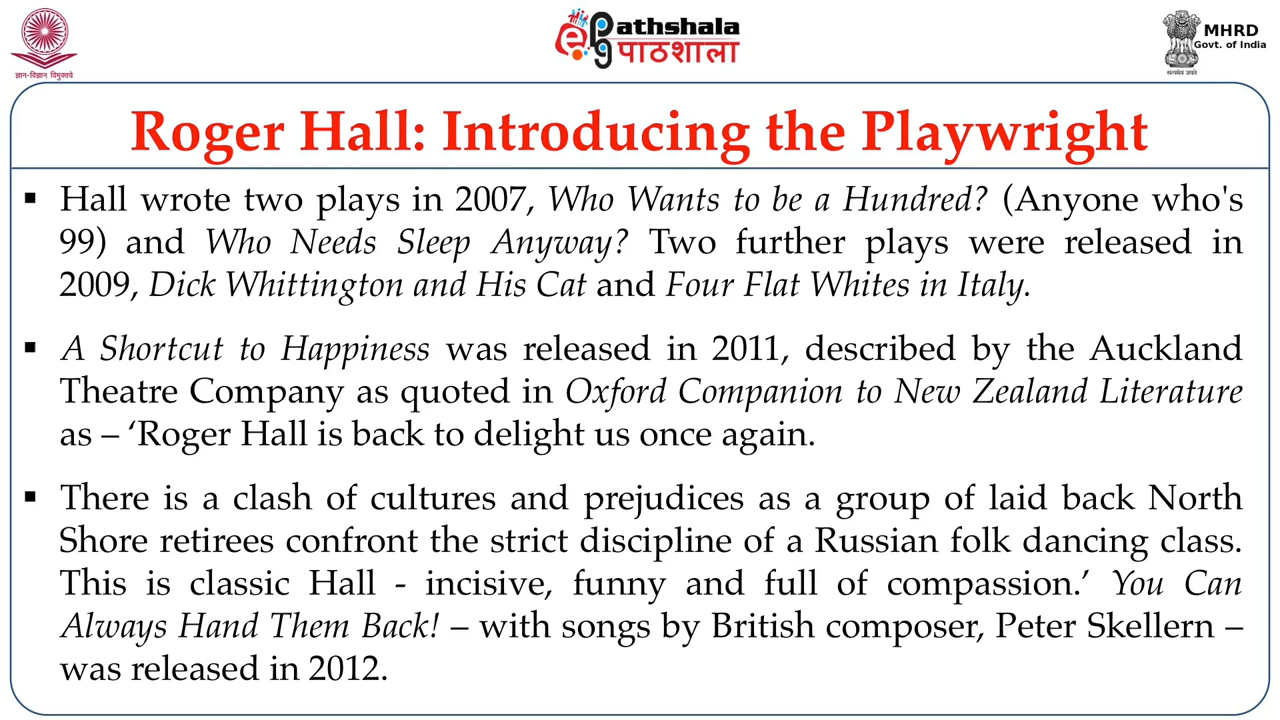 ज्ञान-विज्ञान विमुक्तये
ePG Pathshala
पाठशाला
सत्यमेव जयते
MHRD
Govt. of India
Roger Hall: Introducing the Playwright
▪ Hall wrote two plays in 2007, Who Wants to be a Hundred? (Anyone who's
99) and Who Needs Sleep Anyway? Two further plays were released in
2009, Dick Whittington and His Cat and Four Flat Whites in Italy.
▪ A Shortcut to Happiness was released in 2011, described by the Auckland
Theatre Company as quoted in Oxford Companion to New Zealand Literature
as – ‘Roger Hall is back to delight us once again.
▪ There is a clash of cultures and prejudices as a group of laid back North
Shore retirees confront the strict discipline of a Russian folk dancing class.
This is classic Hall - incisive, funny and full of compassion.’ You Can
Always Hand Them Back! – with songs by British composer, Peter Skellern –
was released in 2012.